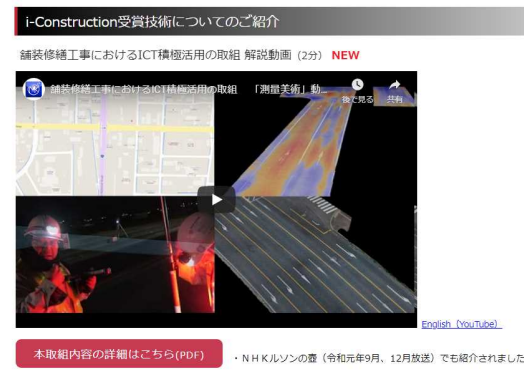 i-Construction受賞技術についてのご紹介
舗装修繕工事におけるICT積極活用の取組 解説動画 (2分) NEW
舗装修繕工事におけるICT積極活用の取組 「測量美術」動...
後で見る 共有
English (YouTube)
本取組内容の詳細はこちら(PDF)
・ＮＨＫルソンの壺（令和元年9月、12月放送）でも紹介されました